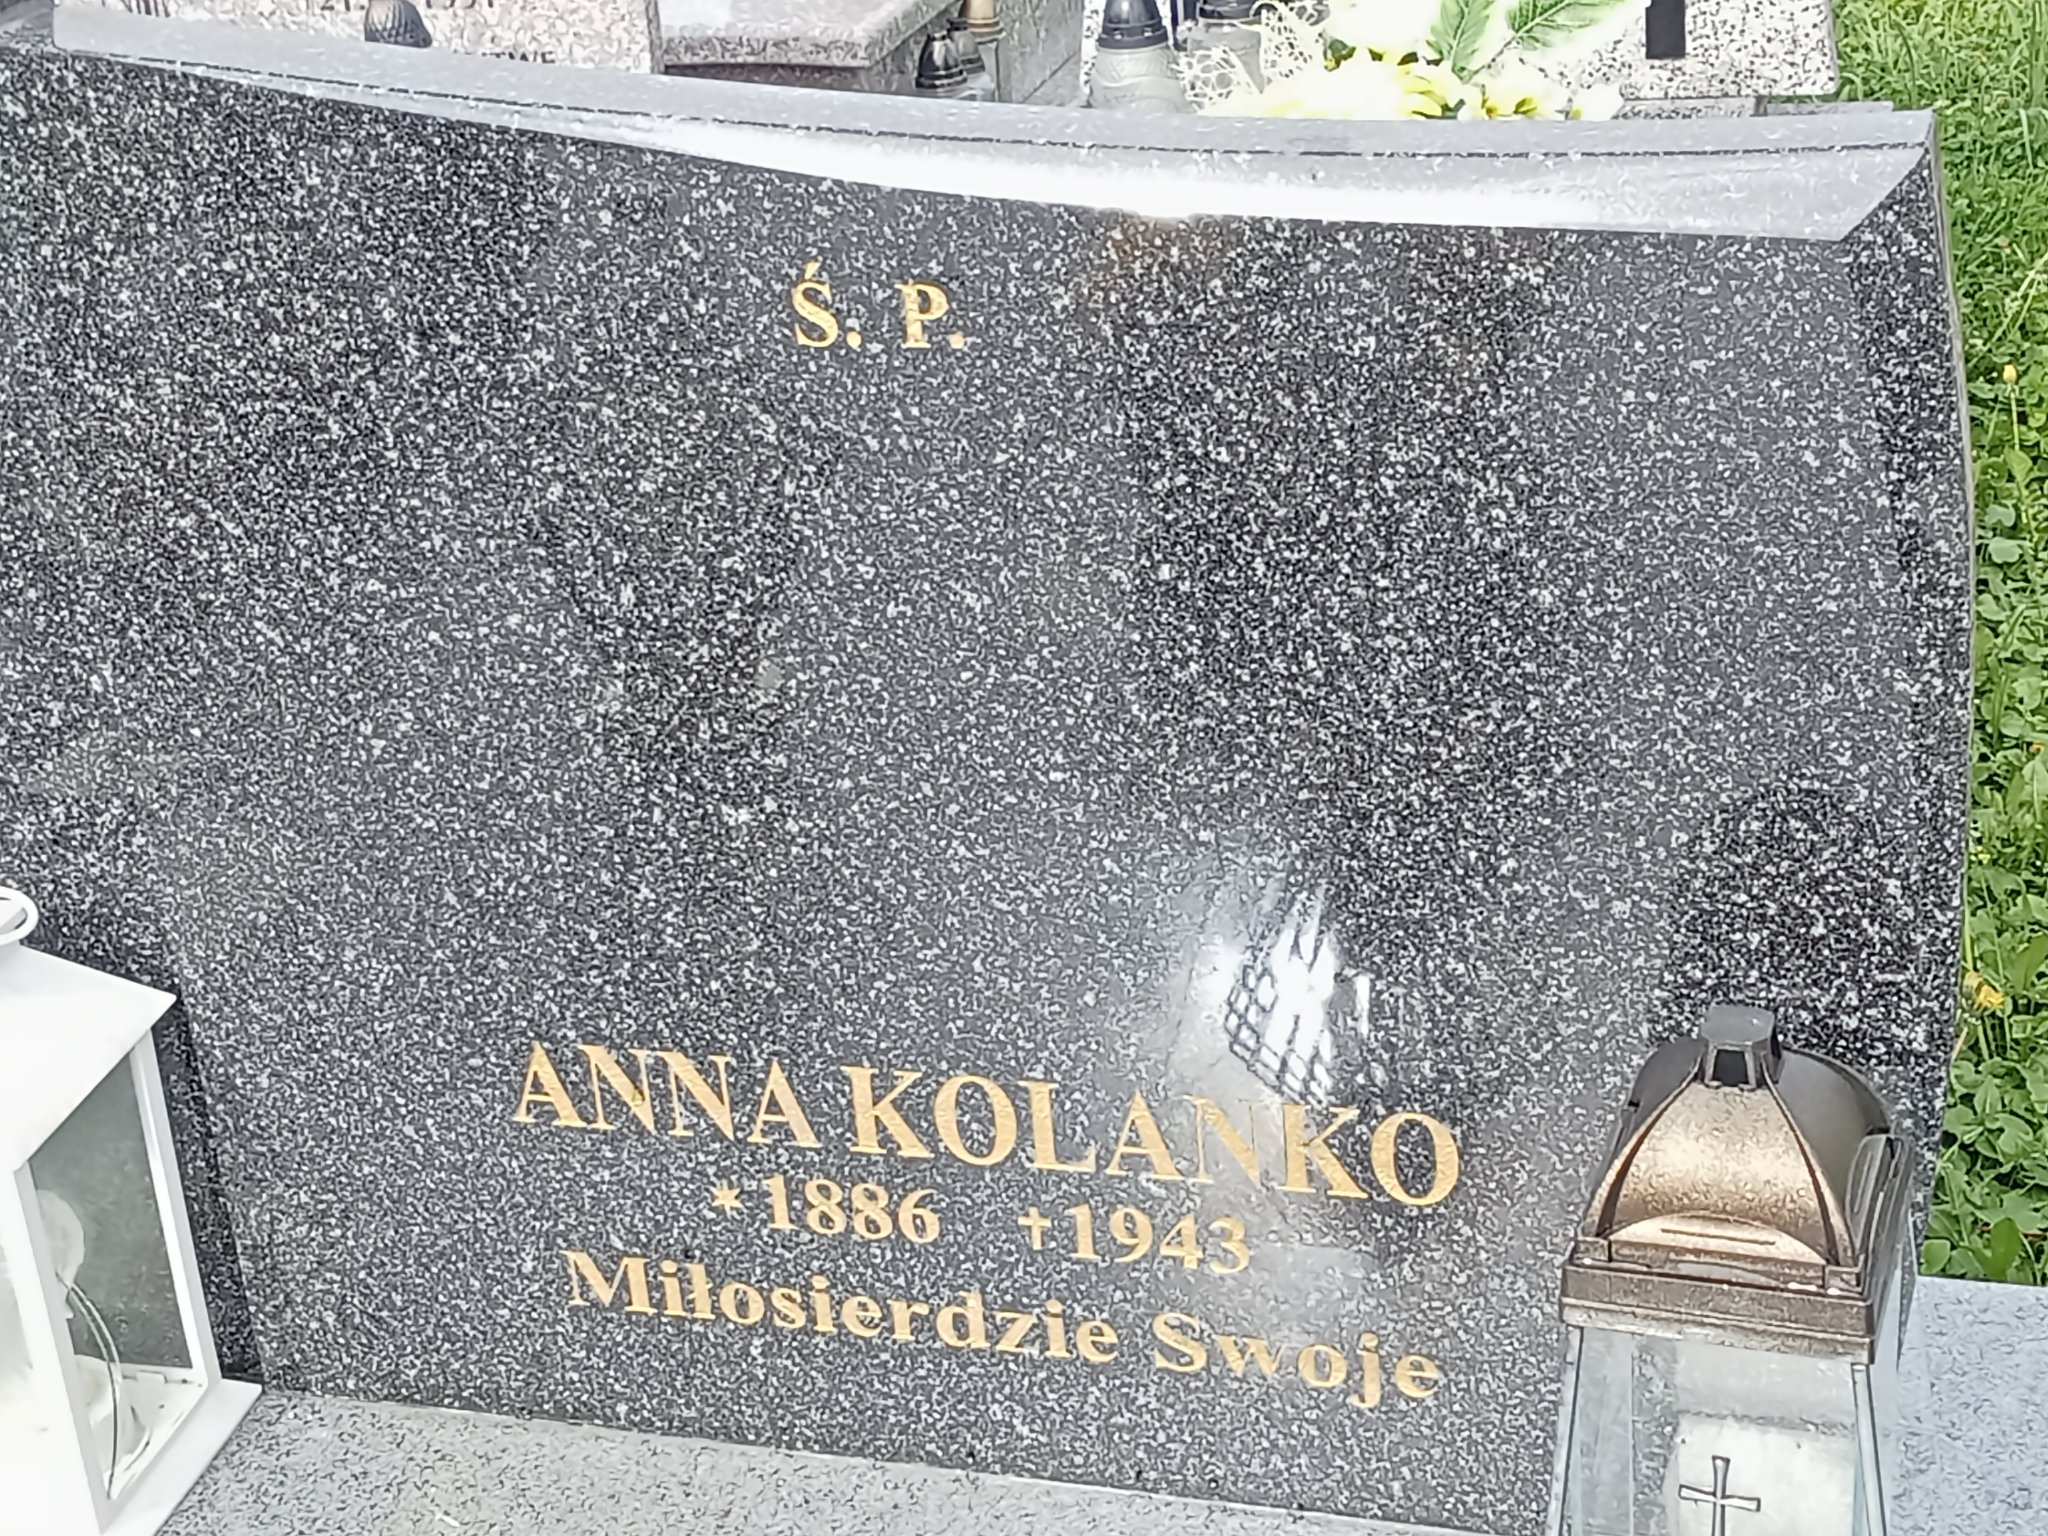 Ś. P.
ANNA KOLANKO
*1886 †1943
Miłosierdzie Swoje